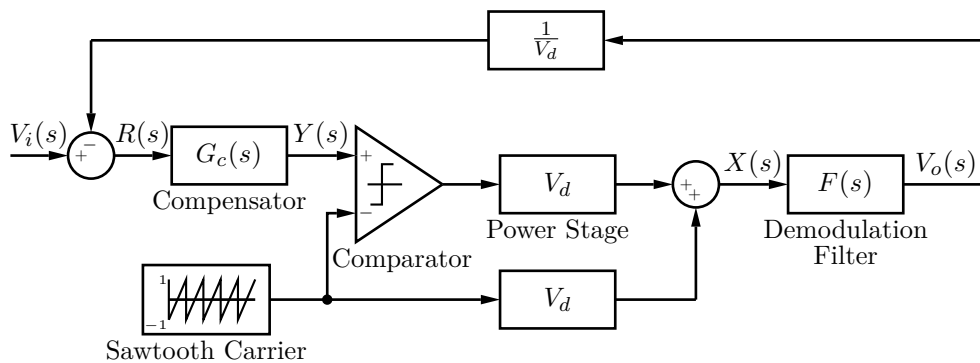 1
V_d
V_i(s)
−
+
R(s)
G_c(s)
Compensator
Y(s)
+
−
Comparator
V_d
Power Stage
+
+
X(s)
F(s)
Demodulation
Filter
V_o(s)
1
−1
Sawtooth Carrier
V_d